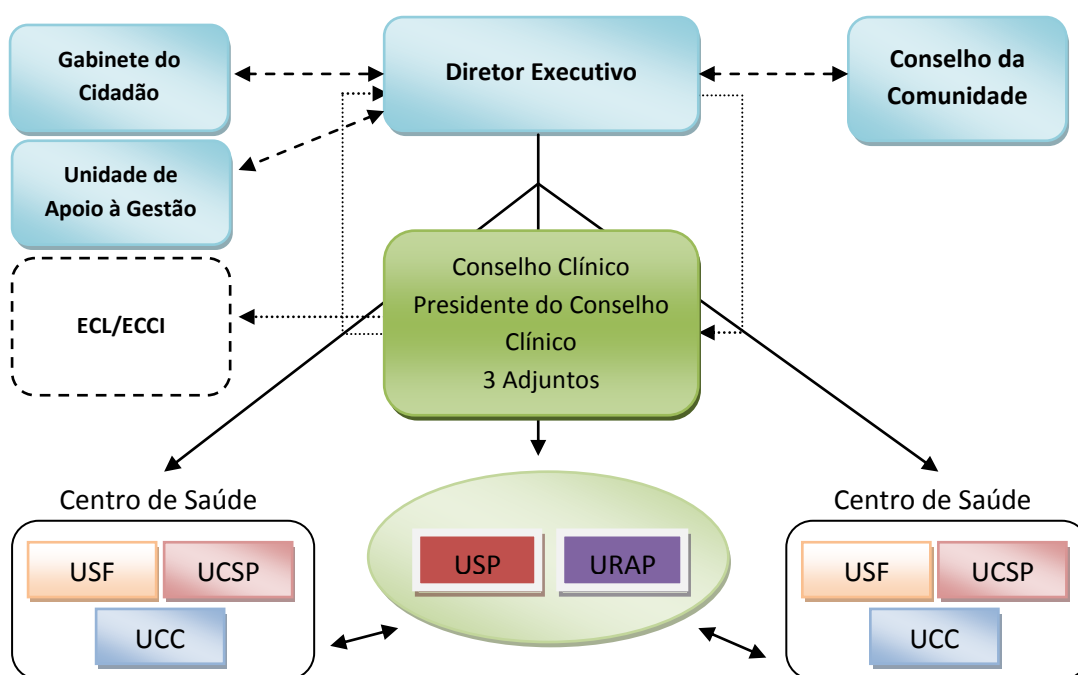 Gabinete do
Cidadão
Diretor Executivo
Conselho da
Comunidade
Unidade de
Apoio à Gestão
ECL/ECCI
Conselho Clínico
Presidente do Conselho
Clínico
3 Adjuntos
Centro de Saúde
USF
UCSP
UCC
USP
URAP
Centro de Saúde
USF
UCSP
UCC